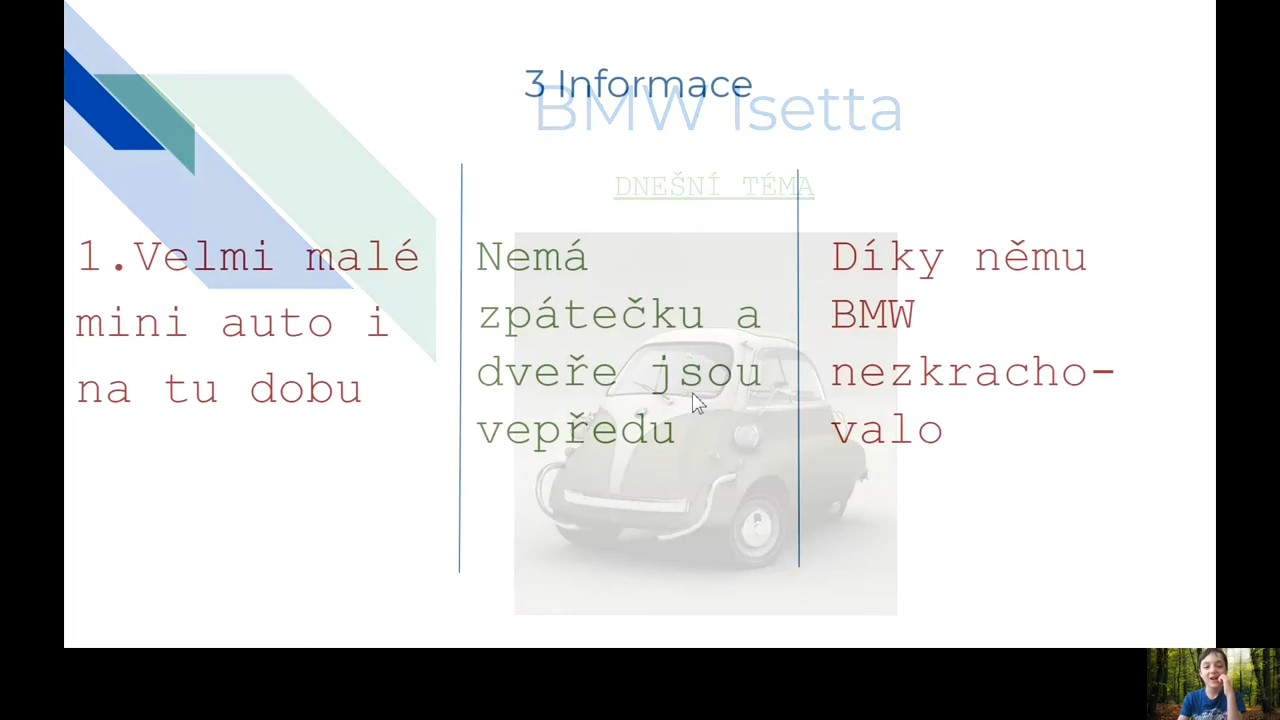 3 Informace
BMW Isetta
DNEŠNÍ TÉMA
1.Velmi malé
mini auto i
na tu dobu
Nemá
zpátečku a
dveře jsou
vepředu
Díky němu
BMW
nezkracho-
valo